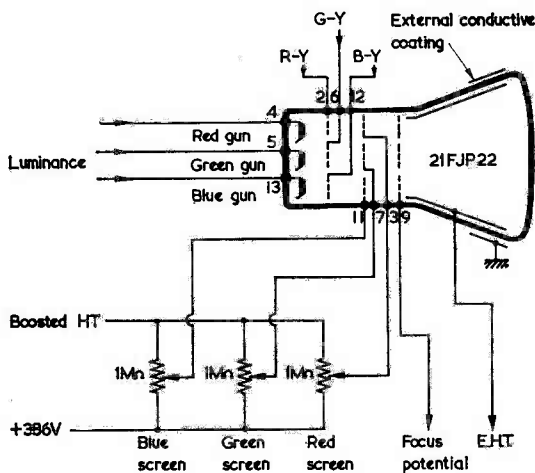 G-Y
External conductive
coating
R-Y
B-Y
2 6 12
4
Red gun
5
Luminance
Green gun
21FJP22
13
Blue gun
11 7 3 9
Boosted HT
1MΩ 1MΩ 1MΩ
+386V
Blue
screen
Green
screen
Red
screen
Focus
potential
E.H.T.